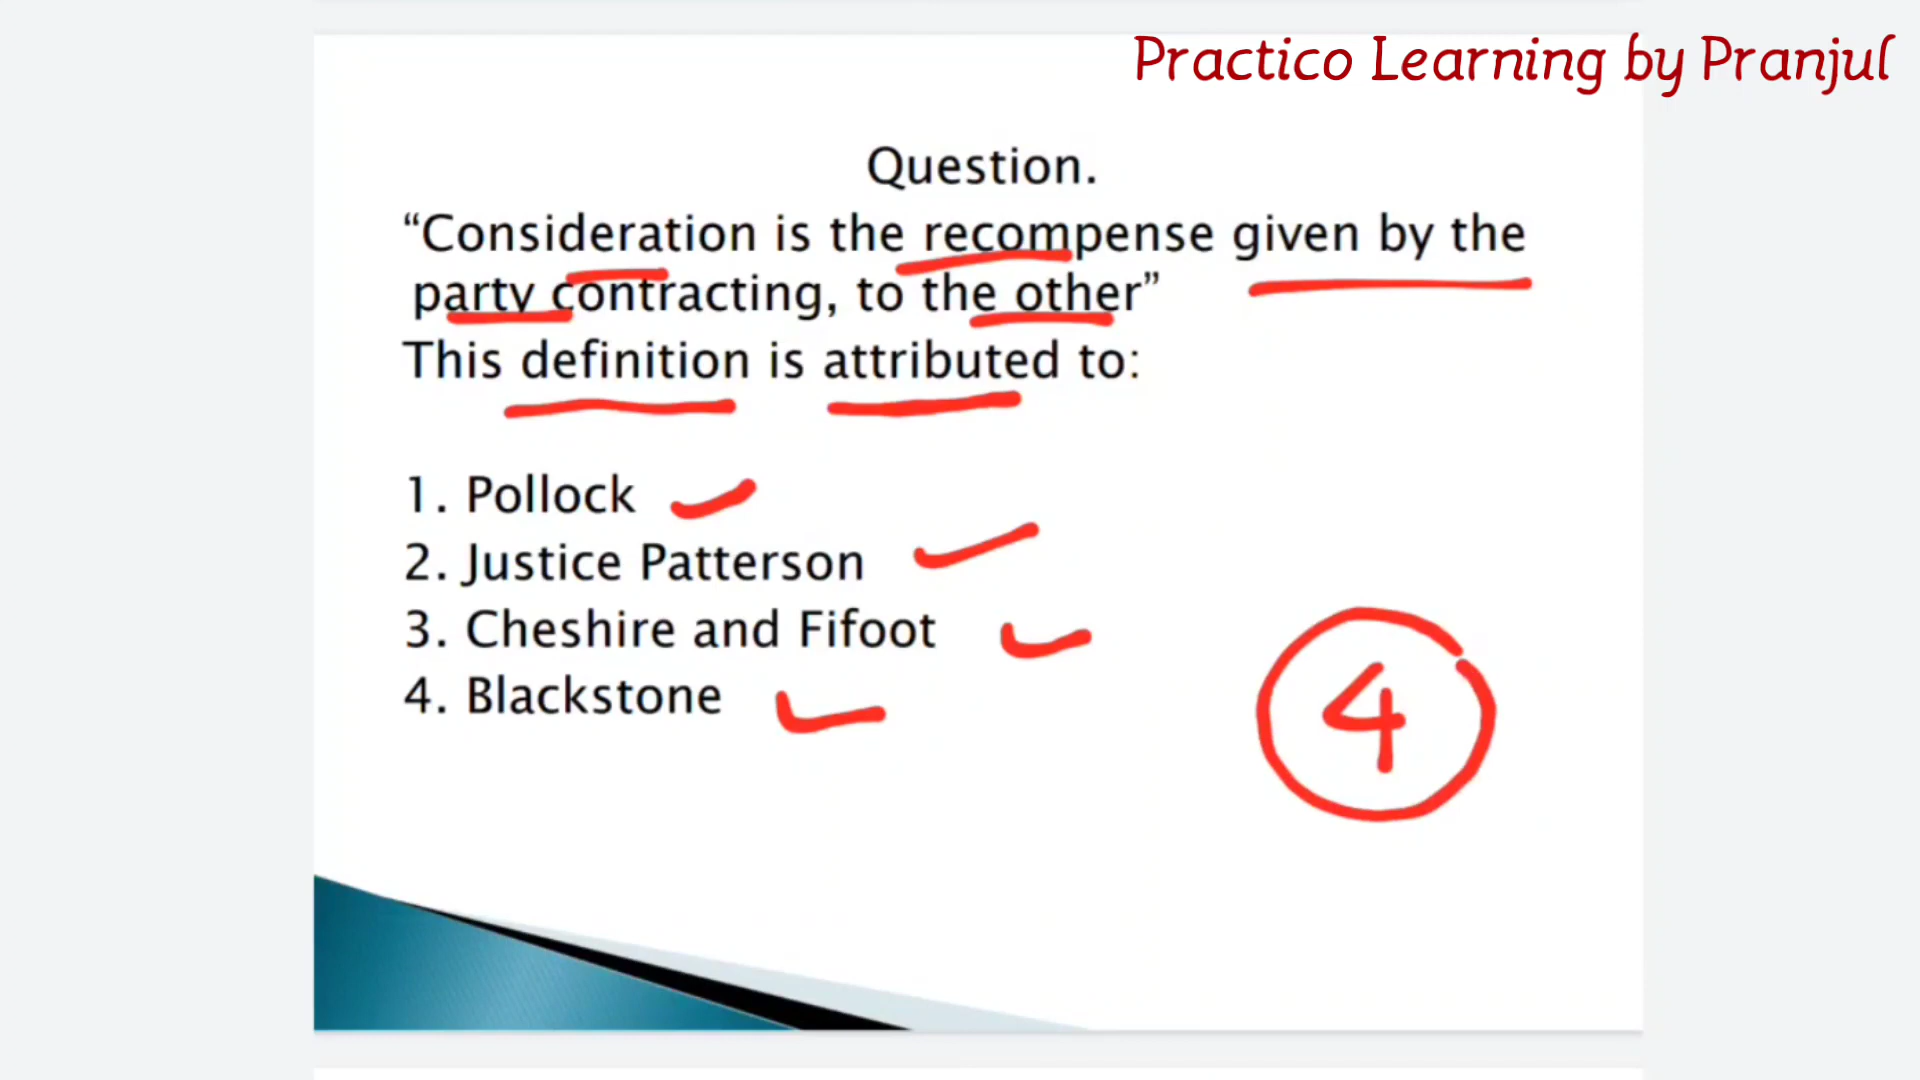 Practico Learning by Pranjul
Question.
“Consideration is the recompense given by the
party contracting, to the other”
This definition is attributed to:
1. Pollock
2. Justice Patterson
3. Cheshire and Fifoot
4. Blackstone
4